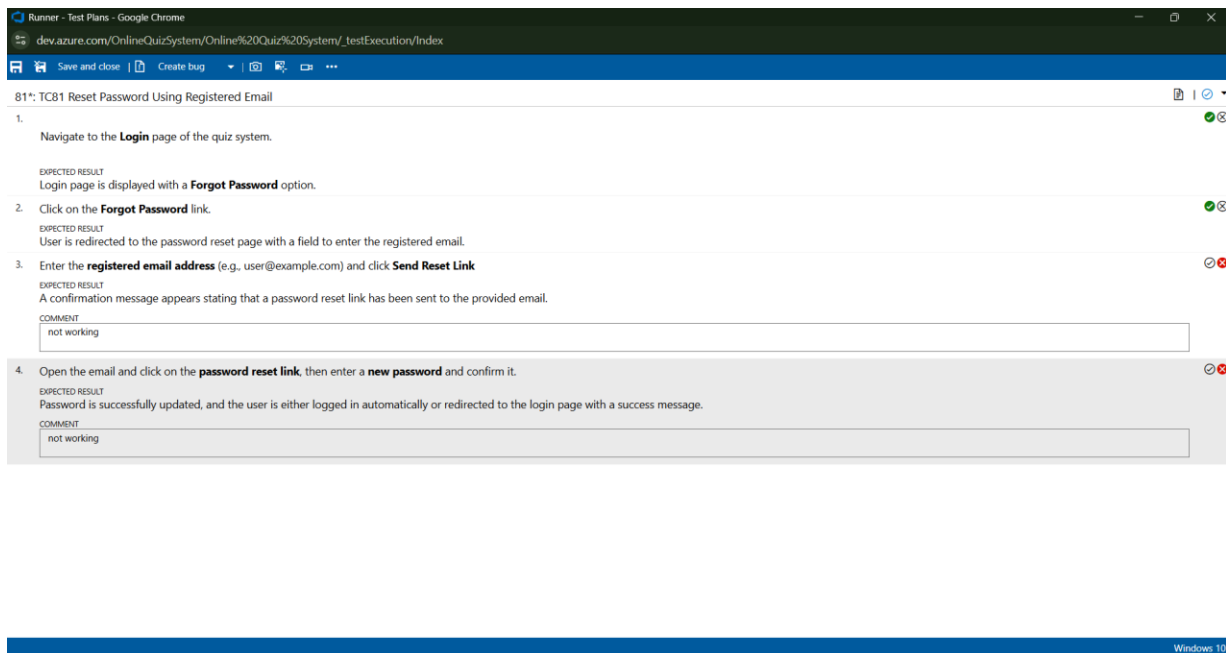 Runner - Test Plans - Google Chrome
dev.azure.com/OnlineQuizSystem/Online%20Quiz%20System/_testExecution/Index
Save and close | Create bug
81*: TC81 Reset Password Using Registered Email
1.
Navigate to the Login page of the quiz system.
EXPECTED RESULT
Login page is displayed with a Forgot Password option.
2. Click on the Forgot Password link.
EXPECTED RESULT
User is redirected to the password reset page with a field to enter the registered email.
3. Enter the registered email address (e.g., user@example.com) and click Send Reset Link
EXPECTED RESULT
A confirmation message appears stating that a password reset link has been sent to the provided email.
COMMENT
not working
4. Open the email and click on the password reset link, then enter a new password and confirm it.
EXPECTED RESULT
Password is successfully updated, and the user is either logged in automatically or redirected to the login page with a success message.
COMMENT
not working
Windows 10